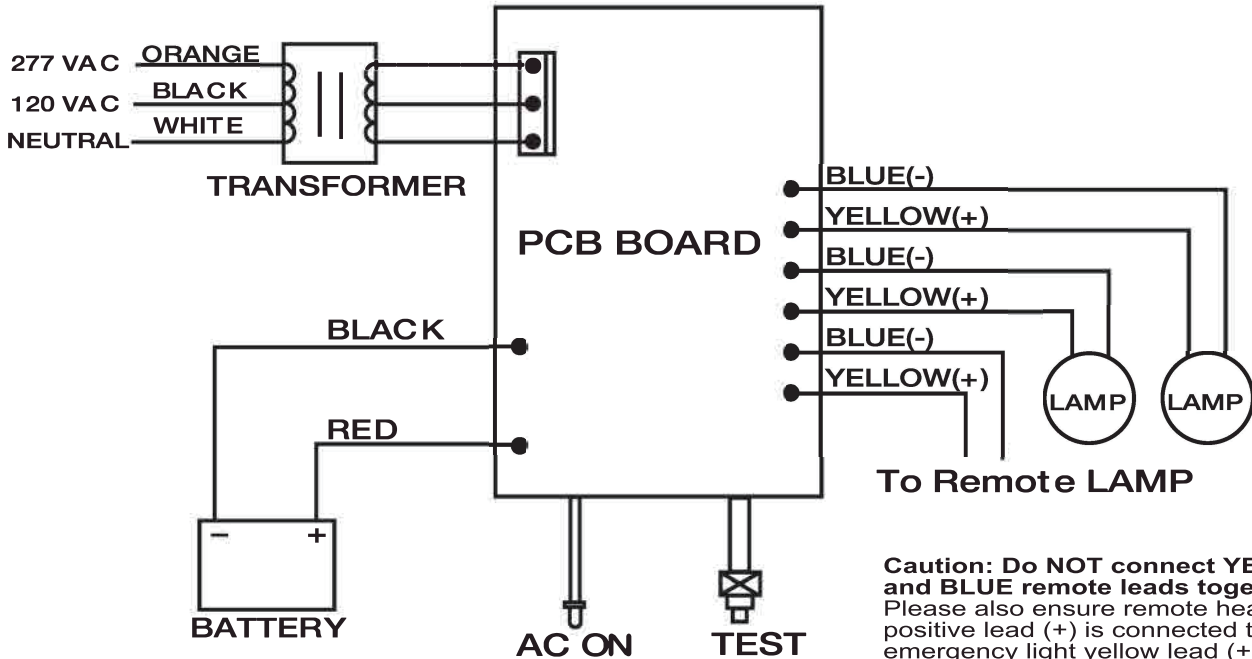 277 VAC ORANGE
120 VAC BLACK
NEUTRAL WHITE
TRANSFORMER
PCB BOARD
BLUE(-)
YELLOW(+)
BLUE(-)
YELLOW(+)
BLUE(-)
YELLOW(+)
LAMP LAMP
To Remote LAMP
BLACK
RED
- +
BATTERY
AC ON
TEST
Caution: Do NOT connect
and BLUE remote leads
Please also ensure remote
positive lead (+) is connected
emergency light yellow lead (+